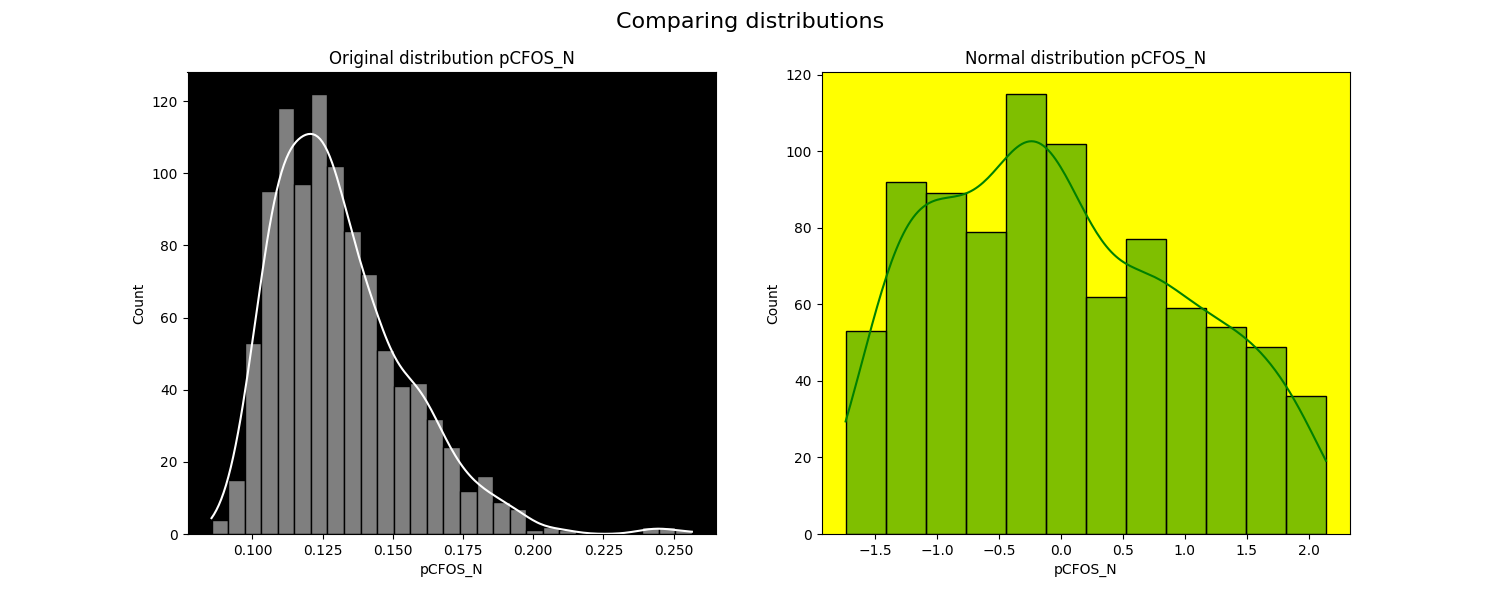 Comparing distributions
Original distribution pCFOS_N
120
100
80
60
40
20
0
Count
0.100 0.125 0.150 0.175 0.200 0.225 0.250
pCFOS_N
Normal distribution pCFOS_N
120
100
80
60
40
20
0
Count
−1.5 −1.0 −0.5 0.0 0.5 1.0 1.5 2.0
pCFOS_N